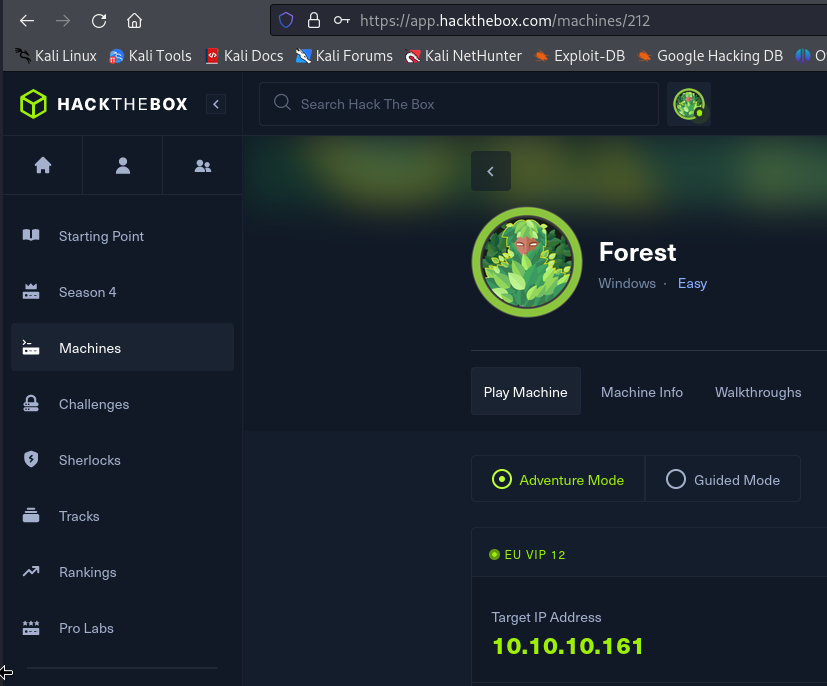 https://app.hackthebox.com/machines/212
Kali Linux Kali Tools Kali Docs Kali Forums Kali NetHunter Exploit-DB Google Hacking DB
HACKTHEBOX
Search Hack The Box
Starting Point
Season 4
Machines
Challenges
Sherlocks
Tracks
Rankings
Pro Labs
Forest
Windows · Easy
Play Machine Machine Info Walkthroughs
Adventure Mode Guided Mode
EU VIP 12
Target IP Address
10.10.10.161